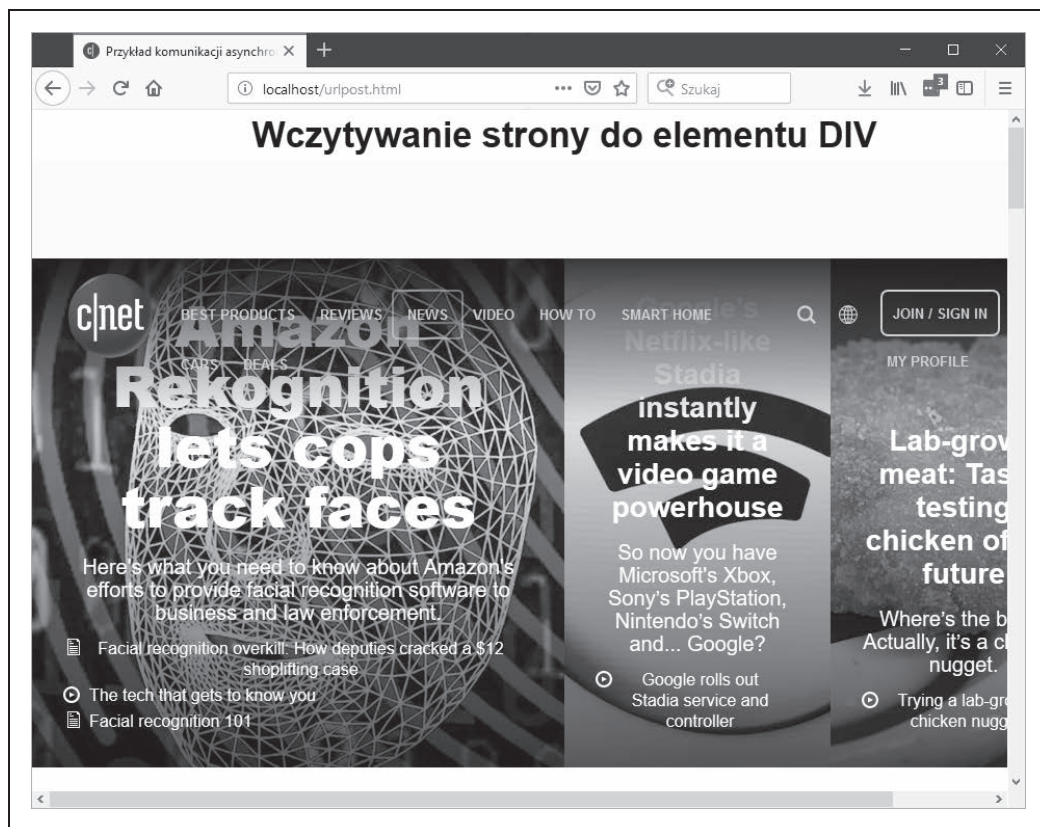 Przykład komunikacji asynchro
localhost/urlpost.html
Szukaj
3
Wczytywanie strony do elementu DIV
c|net
BEST PRODUCTS REVIEWS NEWS VIDEO HOW TO SMART HOME
JOIN / SIGN IN
CARS DEALS
MY PROFILE
Amazon
Rekognition
lets cops
track faces
Here's what you need to know about Amazon's
efforts to provide facial recognition software to
business and law enforcement.
Facial recognition overkill: How deputies cracked a $12
shoplifting case
The tech that gets to know you
Facial recognition 101
Google's
Netflix-like
Stadia
instantly
makes it a
video game
powerhouse
So now you have
Microsoft's Xbox,
Sony's PlayStation,
Nintendo's Switch
and... Google?
Google rolls out
Stadia service and
controller
Lab-grow
meat: Tas
testing
chicken of
future
Where's the b
Actually, it's a ch
nugget.
Trying a lab-gro
chicken nugg